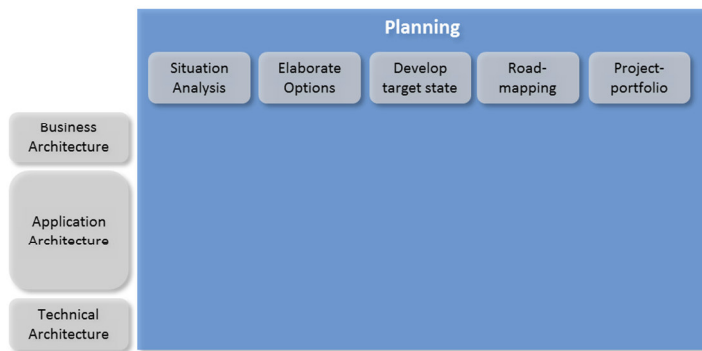 Planning
Situation
Analysis
Elaborate
Options
Develop
target state
Road-
mapping
Project-
portfolio
Business
Architecture
Application
Architecture
Technical
Architecture